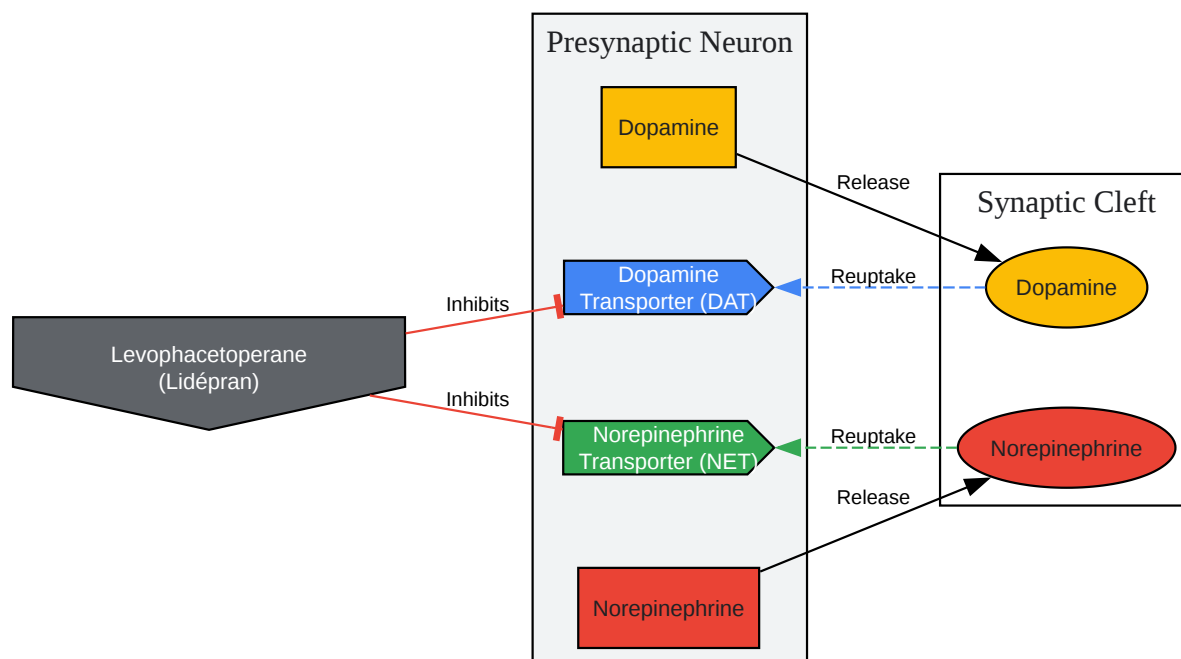 Presynaptic Neuron
Dopamine
Release
Synaptic Cleft
Dopamine
Transporter (DAT)
Reuptake
Dopamine
Inhibits
Levophacetoperane
(Lidépran)
Inhibits
Norepinephrine
Transporter (NET)
Reuptake
Norepinephrine
Release
Norepinephrine